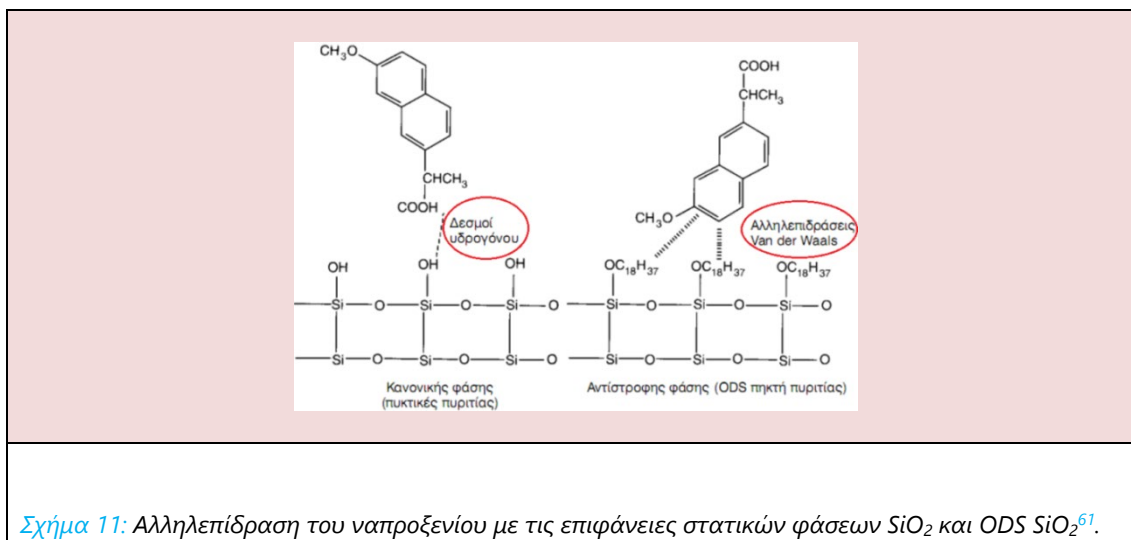 CH₃O
CHCH₃
COOH
Δεσμοί
υδρογόνου
OH OH OH
Si O Si O Si O
Si O Si O Si O
Κανονικής φάσης
(πυκτικές πυριτίας)
COOH
CHCH₃
CH₃O
Αλληλεπιδράσεις
Van der Waals
OC₁₈H₃₇ OC₁₈H₃₇ OC₁₈H₃₇
Si O Si O Si O
Si O Si O Si O
Αντίστροφης φάσης (ODS πηκτή πυριτίας)
Σχήμα 11: Αλληλεπίδραση του ναπροξενίου με τις επιφάνειες στατικών φάσεων SiO₂ και ODS SiO₂⁶¹.